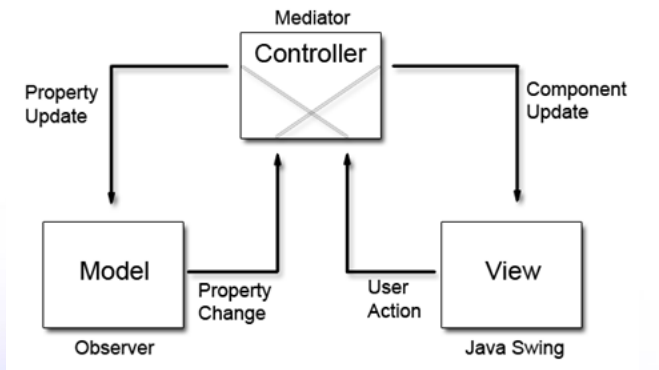 Mediator
Controller
Property
Update
Component
Update
Model
View
Property
Change
User
Action
Observer
Java Swing